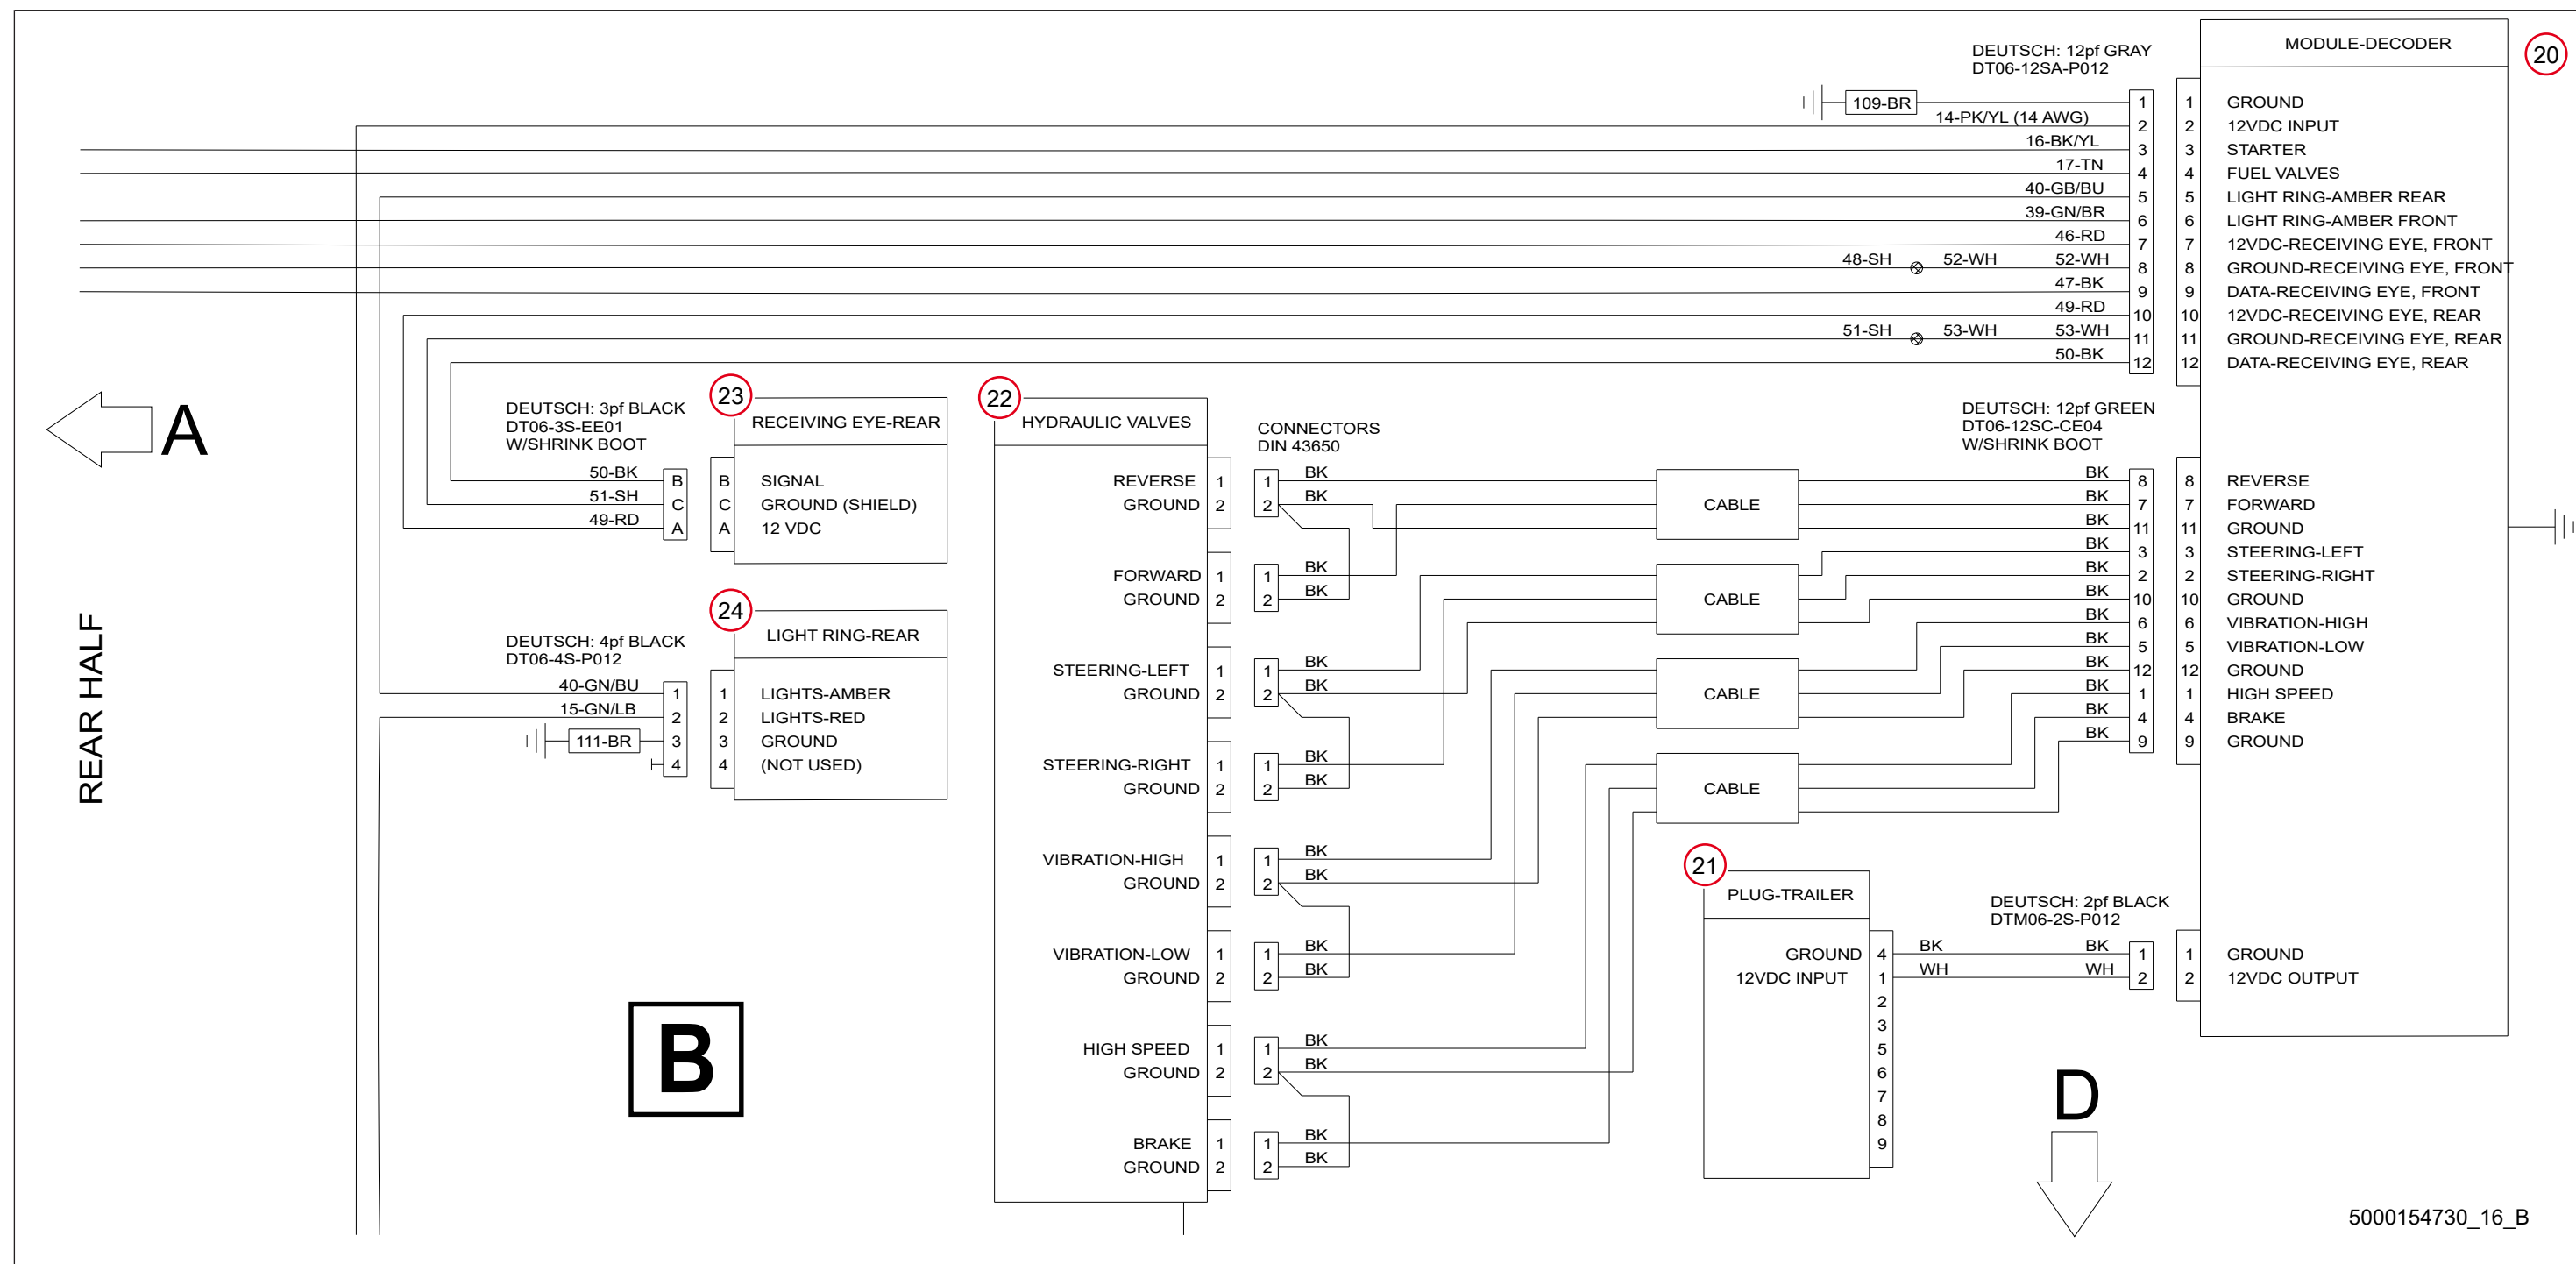 DEUTSCH: 12pf GRAY
DT06-12SA-P012
MODULE-DECODER
20
109-BR 1 1 GROUND
14-PK/YL (14 AWG) 2 2 12VDC INPUT
16-BK/YL 3 3 STARTER
17-TN 4 4 FUEL VALVES
40-GB/BU 5 5 LIGHT RING-AMBER REAR
39-GN/BR 6 6 LIGHT RING-AMBER FRONT
46-RD 7 7 12VDC-RECEIVING EYE, FRONT
48-SH 52-WH 52-WH 8 8 GROUND-RECEIVING EYE, FRONT
47-BK 9 9 DATA-RECEIVING EYE, FRONT
49-RD 10 10 12VDC-RECEIVING EYE, REAR
51-SH 53-WH 53-WH 11 11 GROUND-RECEIVING EYE, REAR
50-BK 12 12 DATA-RECEIVING EYE, REAR
A
REAR HALF
DEUTSCH: 3pf BLACK
DT06-3S-EE01
W/SHRINK BOOT
23
RECEIVING EYE-REAR
50-BK B B SIGNAL
51-SH C C GROUND (SHIELD)
49-RD A A 12 VDC
DEUTSCH: 4pf BLACK
DT06-4S-P012
24
LIGHT RING-REAR
40-GN/BU 1 1 LIGHTS-AMBER
15-GN/LB 2 2 LIGHTS-RED
111-BR 3 3 GROUND
4 4 (NOT USED)
B
22
HYDRAULIC VALVES
CONNECTORS
DIN 43650
REVERSE 1 1 BK
GROUND 2 2 BK
FORWARD 1 1 BK
GROUND 2 2 BK
STEERING-LEFT 1 1 BK
GROUND 2 2 BK
STEERING-RIGHT 1 1 BK
GROUND 2 2 BK
VIBRATION-HIGH 1 1 BK
GROUND 2 2 BK
VIBRATION-LOW 1 1 BK
GROUND 2 2 BK
HIGH SPEED 1 1 BK
GROUND 2 2 BK
BRAKE 1 1 BK
GROUND 2 2 BK
CABLE
CABLE
CABLE
CABLE
DEUTSCH: 12pf GREEN
DT06-12SC-CE04
W/SHRINK BOOT
BK 8 8 REVERSE
BK 7 7 FORWARD
BK 11 11 GROUND
BK 3 3 STEERING-LEFT
BK 2 2 STEERING-RIGHT
BK 10 10 GROUND
BK 6 6 VIBRATION-HIGH
BK 5 5 VIBRATION-LOW
BK 12 12 GROUND
BK 1 1 HIGH SPEED
BK 4 4 BRAKE
BK 9 9 GROUND
21
PLUG-TRAILER
DEUTSCH: 2pf BLACK
DTM06-2S-P012
GROUND 4 BK BK 1 1 GROUND
12VDC INPUT 1 WH WH 2 2 12VDC OUTPUT
2
3
5
6
7
8
9
D
5000154730_16_B